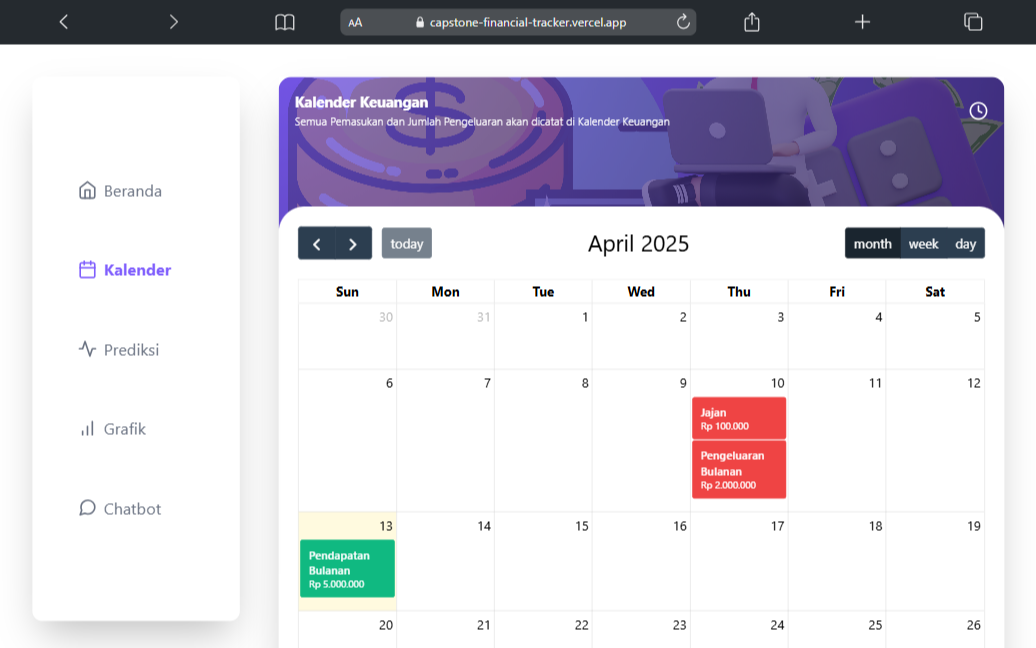 AA capstone-financial-tracker.vercel.app
Beranda
Kalender
Prediksi
Grafik
Chatbot
Kalender Keuangan
Semua Pemasukan dan Jumlah Pengeluaran akan dicatat di Kalender Keuangan
today
April 2025
month week day
Sun Mon Tue Wed Thu Fri Sat
30 31 1 2 3 4 5
6 7 8 9 10 11 12
Jajan
Rp 100.000
Pengeluaran
Bulanan
Rp 2.000.000
13 14 15 16 17 18 19
Pendapatan
Bulanan
Rp 5.000.000
20 21 22 23 24 25 26